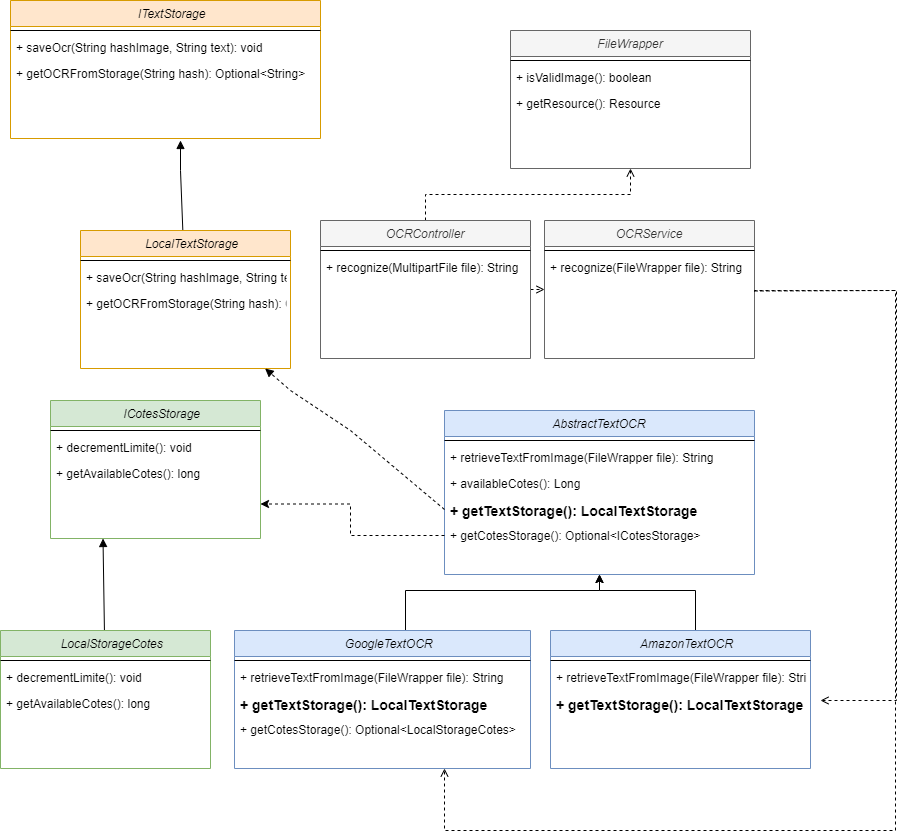 ITextStorage
+ saveOcr(String hashImage, String text): void
+ getOCRFromStorage(String hash): Optional<String>
FileWrapper
+ isValidImage(): boolean
+ getResource(): Resource
LocalTextStorage
+ saveOcr(String hashImage, String te
+ getOCRFromStorage(String hash):
OCRController
+ recognize(MultipartFile file): String
OCRService
+ recognize(FileWrapper file): String
ICotesStorage
+ decrementLimite(): void
+ getAvailableCotes(): long
AbstractTextOCR
+ retrieveTextFromImage(FileWrapper file): String
+ availableCotes(): Long
+ getTextStorage(): LocalTextStorage
+ getCotesStorage(): Optional<ICotesStorage>
LocalStorageCotes
+ decrementLimite(): void
+ getAvailableCotes(): long
GoogleTextOCR
+ retrieveTextFromImage(FileWrapper file): String
+ getTextStorage(): LocalTextStorage
+ getCotesStorage(): Optional<LocalStorageCotes>
AmazonTextOCR
+ retrieveTextFromImage(FileWrapper file): Stri
+ getTextStorage(): LocalTextStorage